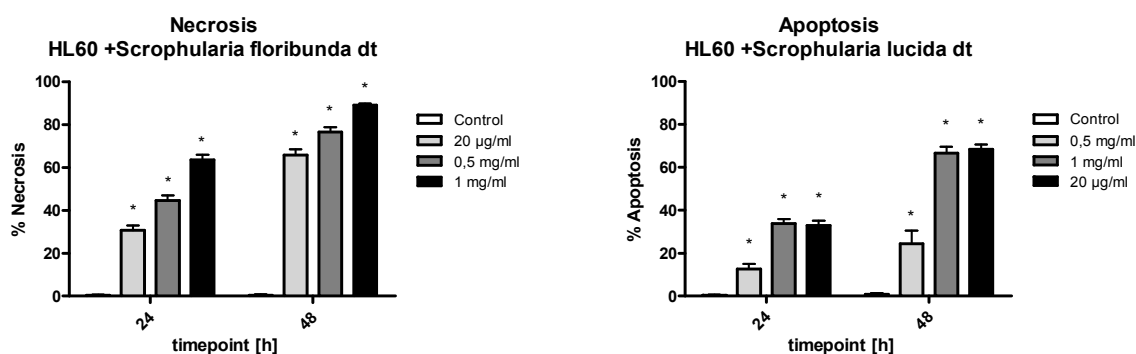 Necrosis
HL60 +Scrophularia floribunda dt
% Necrosis
100
80
60
40
20
0
*
*
*
*
*
*
24
48
timepoint [h]
Control
20 µg/ml
0,5 mg/ml
1 mg/ml
Apoptosis
HL60 +Scrophularia lucida dt
% Apoptosis
100
80
60
40
20
0
*
*
*
*
*
*
24
48
timepoint [h]
Control
0,5 mg/ml
1 mg/ml
20 µg/ml